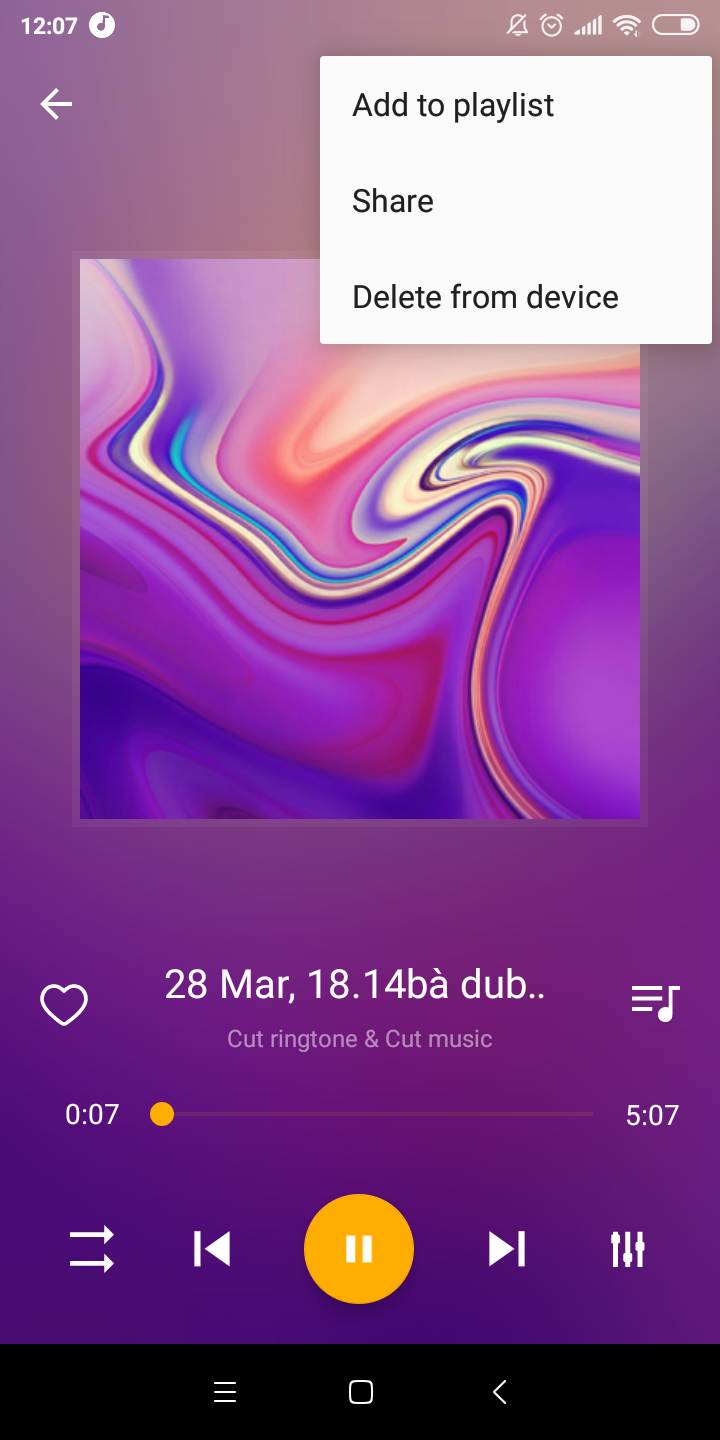 12:07
Add to playlist
Share
Delete from device
28 Mar, 18.14bà dub..
Cut ringtone & Cut music
0:07
5:07